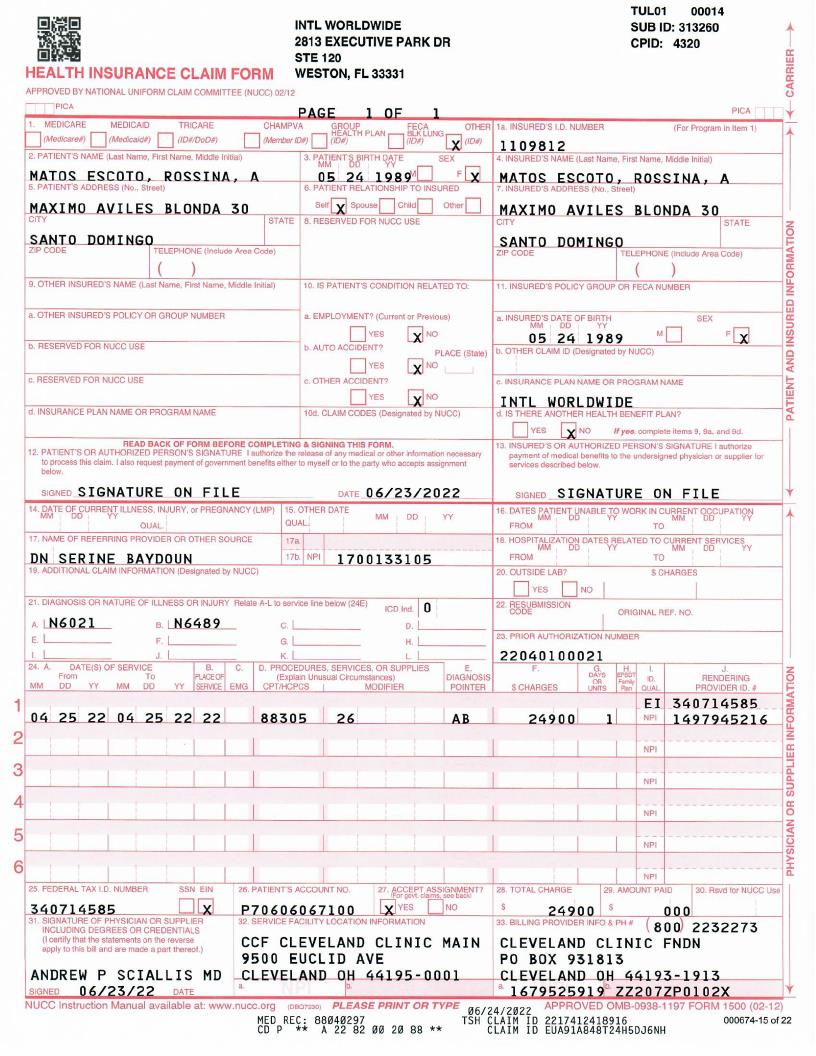 TUL01 00014
INTL WORLDWIDE
SUB ID: 313260
2813 EXECUTIVE PARK DR
CPID: 4320
STE 120
WESTON, FL 33331
HEALTH INSURANCE CLAIM FORM
APPROVED BY NATIONAL UNIFORM CLAIM COMMITTEE (NUCC) 02/12
PICA
PAGE 1 OF 1
PICA
CARRIER
1. MEDICARE MEDICAID TRICARE CHAMPVA GROUP HEALTH PLAN FECA BLK LUNG OTHER
(Medicare#) (Medicaid#) (ID#/DoD#) (Member ID#) (ID#) (ID#) X (ID#)
1a. INSURED'S I.D. NUMBER (For Program in Item 1)
1109812
2. PATIENT'S NAME (Last Name, First Name, Middle Initial)
MATOS ESCOTO, ROSSINA, A
3. PATIENT'S BIRTH DATE SEX
MM DD YY
05 24 1989 M F X
4. INSURED'S NAME (Last Name, First Name, Middle Initial)
MATOS ESCOTO, ROSSINA, A
5. PATIENT'S ADDRESS (No., Street)
MAXIMO AVILES BLONDA 30
6. PATIENT RELATIONSHIP TO INSURED
Self X Spouse Child Other
7. INSURED'S ADDRESS (No., Street)
MAXIMO AVILES BLONDA 30
CITY STATE
SANTO DOMINGO
8. RESERVED FOR NUCC USE
CITY STATE
SANTO DOMINGO
ZIP CODE TELEPHONE (Include Area Code)
( )
ZIP CODE TELEPHONE (Include Area Code)
( )
9. OTHER INSURED'S NAME (Last Name, First Name, Middle Initial)
10. IS PATIENT'S CONDITION RELATED TO:
11. INSURED'S POLICY GROUP OR FECA NUMBER
a. OTHER INSURED'S POLICY OR GROUP NUMBER
a. EMPLOYMENT? (Current or Previous)
YES X NO
a. INSURED'S DATE OF BIRTH SEX
MM DD YY
05 24 1989 M F X
b. RESERVED FOR NUCC USE
b. AUTO ACCIDENT? PLACE (State)
YES X NO
b. OTHER CLAIM ID (Designated by NUCC)
c. RESERVED FOR NUCC USE
c. OTHER ACCIDENT?
YES X NO
c. INSURANCE PLAN NAME OR PROGRAM NAME
INTL WORLDWIDE
d. INSURANCE PLAN NAME OR PROGRAM NAME
10d. CLAIM CODES (Designated by NUCC)
d. IS THERE ANOTHER HEALTH BENEFIT PLAN?
YES X NO If yes, complete items 9, 9a, and 9d.
PATIENT AND INSURED INFORMATION
READ BACK OF FORM BEFORE COMPLETING & SIGNING THIS FORM.
12. PATIENT'S OR AUTHORIZED PERSON'S SIGNATURE I authorize the release of any medical or other information necessary
to process this claim. I also request payment of government benefits either to myself or to the party who accepts assignment
below.
SIGNED SIGNATURE ON FILE DATE 06/23/2022
13. INSURED'S OR AUTHORIZED PERSON'S SIGNATURE I authorize
payment of medical benefits to the undersigned physician or supplier for
services described below.
SIGNED SIGNATURE ON FILE
14. DATE OF CURRENT ILLNESS, INJURY, or PREGNANCY (LMP)
MM DD YY
QUAL.
15. OTHER DATE
QUAL. MM DD YY
16. DATES PATIENT UNABLE TO WORK IN CURRENT OCCUPATION
MM DD YY MM DD YY
FROM TO
17. NAME OF REFERRING PROVIDER OR OTHER SOURCE
DN SERINE BAYDOUN
17a.
17b. NPI 1700133105
18. HOSPITALIZATION DATES RELATED TO CURRENT SERVICES
MM DD YY MM DD YY
FROM TO
19. ADDITIONAL CLAIM INFORMATION (Designated by NUCC)
20. OUTSIDE LAB? $ CHARGES
YES NO
21. DIAGNOSIS OR NATURE OF ILLNESS OR INJURY Relate A-L to service line below (24E) ICD Ind. 0
A. N6021 B. N6489 C. D.
E. F. G. H.
I. J. K. L.
22. RESUBMISSION CODE ORIGINAL REF. NO.
23. PRIOR AUTHORIZATION NUMBER
22040100021
24. A. DATE(S) OF SERVICE B. C. D. PROCEDURES, SERVICES, OR SUPPLIES E. F. G. H. I. J.
From To PLACE OF (Explain Unusual Circumstances) DIAGNOSIS DAYS OR EPSDT Family ID. RENDERING
MM DD YY MM DD YY SERVICE EMG CPT/HCPCS MODIFIER POINTER $ CHARGES UNITS Plan QUAL. PROVIDER ID. #
EI 340714585
1 04 25 22 04 25 22 22 88305 26 AB 24900 1 NPI 1497945216
2 NPI
3 NPI
4 NPI
5 NPI
6 NPI
PHYSICIAN OR SUPPLIER INFORMATION
25. FEDERAL TAX I.D. NUMBER SSN EIN
340714585 X
26. PATIENT'S ACCOUNT NO.
P70606067100
27. ACCEPT ASSIGNMENT?
(For govt. claims, see back)
X YES NO
28. TOTAL CHARGE
$ 24900
29. AMOUNT PAID
$ 000
30. Rsvd for NUCC Use
31. SIGNATURE OF PHYSICIAN OR SUPPLIER
INCLUDING DEGREES OR CREDENTIALS
(I certify that the statements on the reverse
apply to this bill and are made a part thereof.)
ANDREW P SCIALLIS MD
SIGNED 06/23/22 DATE
32. SERVICE FACILITY LOCATION INFORMATION
CCF CLEVELAND CLINIC MAIN
9500 EUCLID AVE
CLEVELAND OH 44195-0001
a. NPI b.
33. BILLING PROVIDER INFO & PH # (800) 2232273
CLEVELAND CLINIC FNDN
PO BOX 931813
CLEVELAND OH 44193-1913
a. 1679525919 b. ZZ207ZP0102X
NUCC Instruction Manual available at: www.nucc.org (DBQ7230) PLEASE PRINT OR TYPE APPROVED OMB-0938-1197 FORM 1500 (02-12)
06/24/2022
MED REC: 88040297 TSH CLAIM ID 2217412418916 000674-15 of 22
CD P ** A 22 82 00 20 88 ** CLAIM ID EUA91A848T24H5DJ6NH